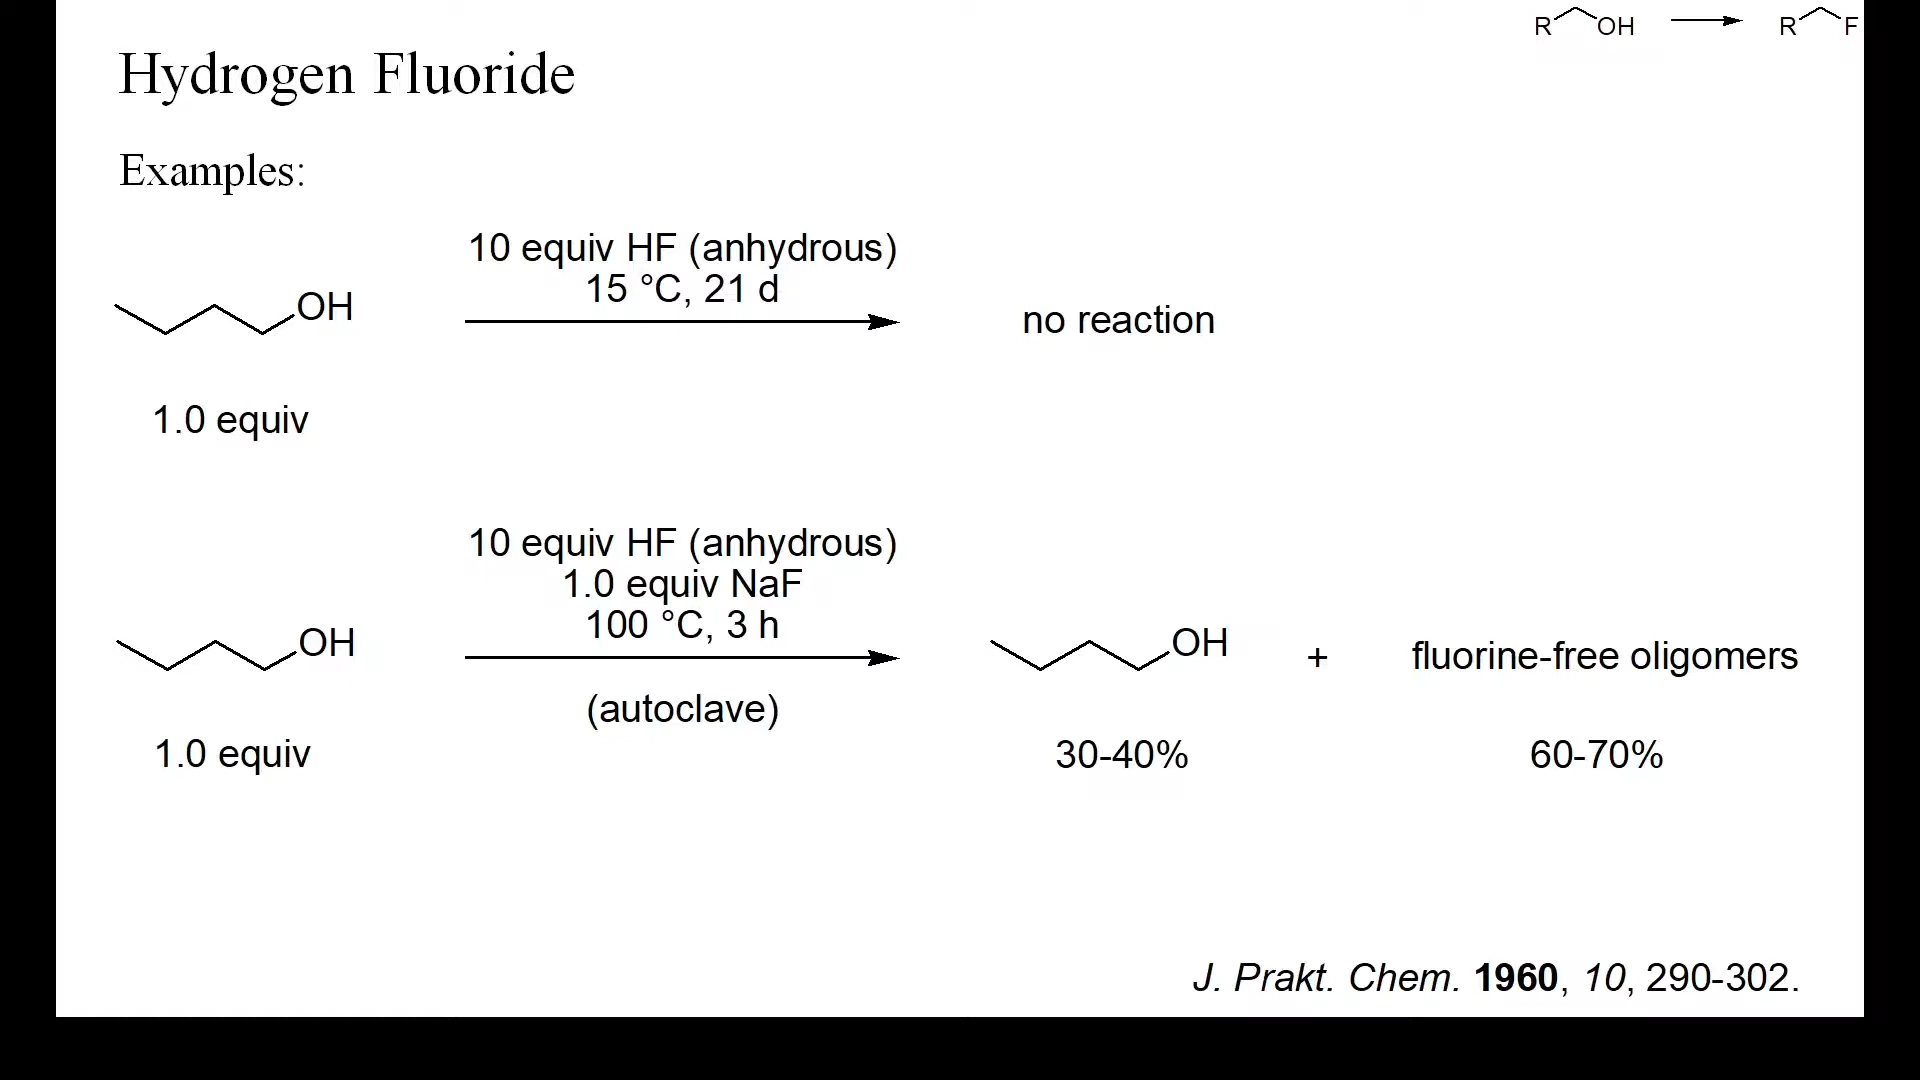 R OH R F
Hydrogen Fluoride
Examples:
10 equiv HF (anhydrous)
15 °C, 21 d
OH
no reaction
1.0 equiv
10 equiv HF (anhydrous)
1.0 equiv NaF
100 °C, 3 h
OH
OH + fluorine-free oligomers
(autoclave)
1.0 equiv
30-40%
60-70%
J. Prakt. Chem. 1960, 10, 290-302.